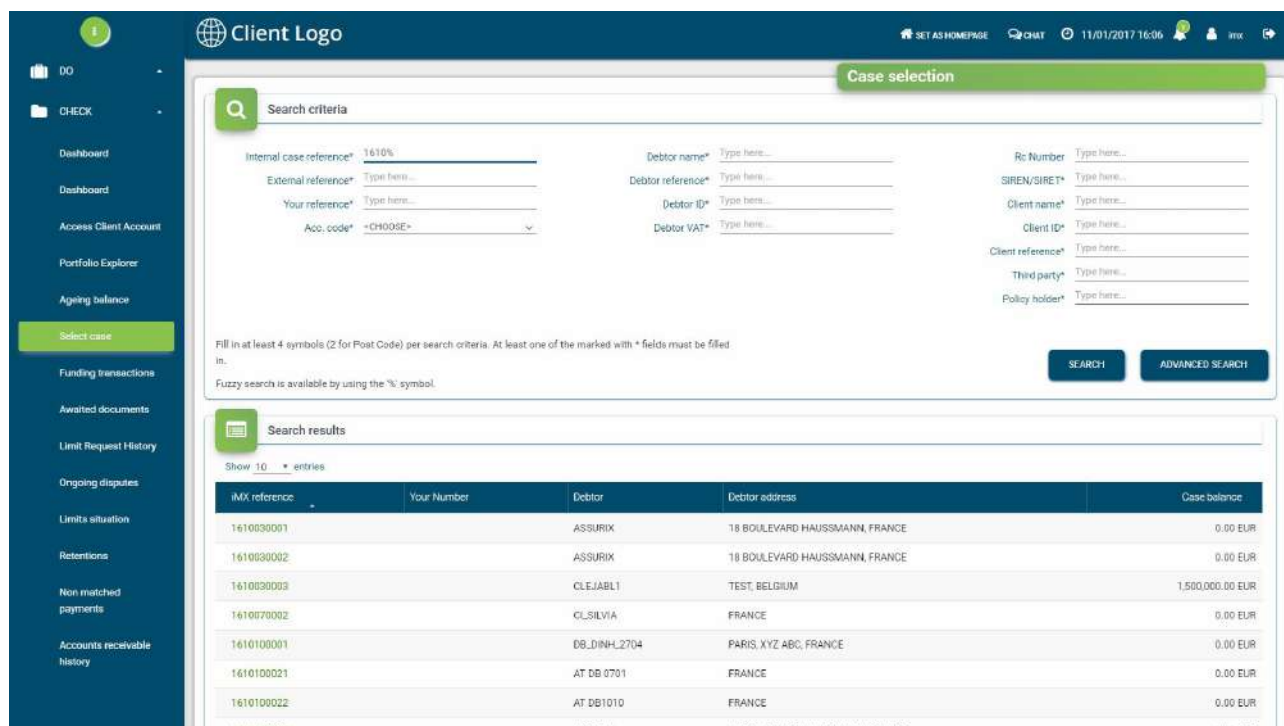 Client Logo
SET AS HOMEPAGE
CHAT
11/01/2017 16:06
imx
DO
CHECK
Dashboard
Dashboard
Access Client Account
Portfolio Explorer
Ageing balance
Select case
Funding transactions
Awaited documents
Limit Request History
Ongoing disputes
Limits situation
Retentions
Non matched
payments
Accounts receivable
history
Case selection
Search criteria
Internal case reference* 1610%
External reference* Type here...
Your reference* Type here...
Acc. code* <CHOOSE>
Debtor name* Type here...
Debtor reference* Type here...
Debtor ID* Type here...
Debtor VAT* Type here...
Rc Number Type here...
SIREN/SIRET* Type here...
Client name* Type here...
Client ID* Type here...
Client reference* Type here...
Third party* Type here...
Policy holder* Type here...
Fill in at least 4 symbols (2 for Post Code) per search criteria. At least one of the marked with * fields must be filled
in.
Fuzzy search is available by using the '%' symbol.
SEARCH
ADVANCED SEARCH
Search results
Show 10 entries
iMX reference Your Number Debtor Debtor address Case balance
1610030001 ASSURIX 18 BOULEVARD HAUSSMANN, FRANCE 0.00 EUR
1610030002 ASSURIX 18 BOULEVARD HAUSSMANN, FRANCE 0.00 EUR
1610030003 CLEJABL1 TEST, BELGIUM 1,500,000.00 EUR
1610070002 CI_SILVIA FRANCE 0.00 EUR
1610100001 DB_DINH_2704 PARIS, XYZ ABC, FRANCE 0.00 EUR
1610100021 AT DB 0701 FRANCE 0.00 EUR
1610100022 AT DB1010 FRANCE 0.00 EUR